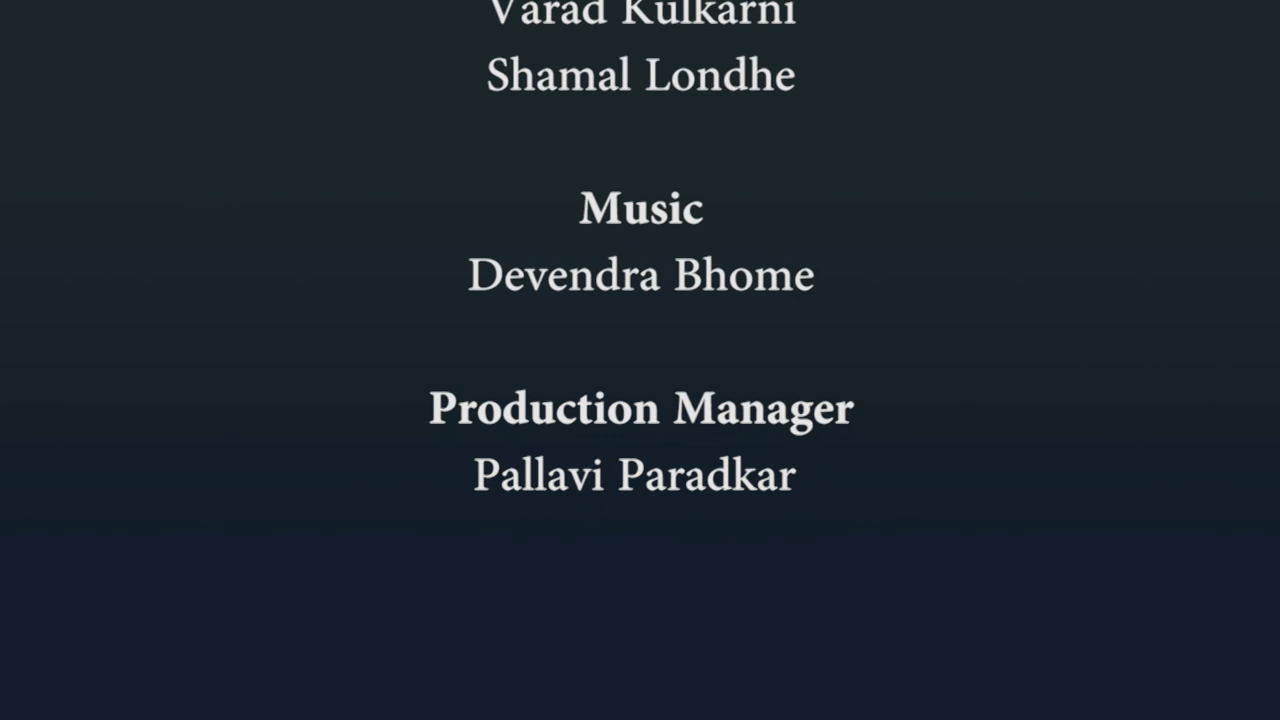 Varad Kulkarni
Shamal Londhe
Music
Devendra Bhome
Production Manager
Pallavi Paradkar